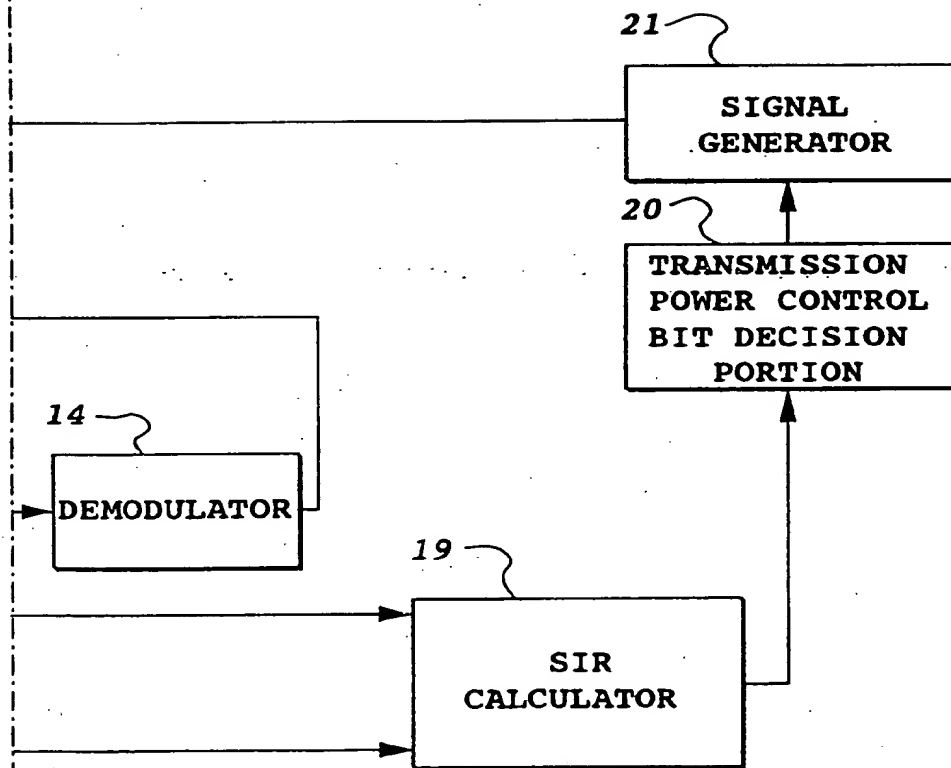 21
SIGNAL
GENERATOR
20
TRANSMISSION
POWER CONTROL
BIT DECISION
PORTION
14
DEMODULATOR
19
SIR
CALCULATOR